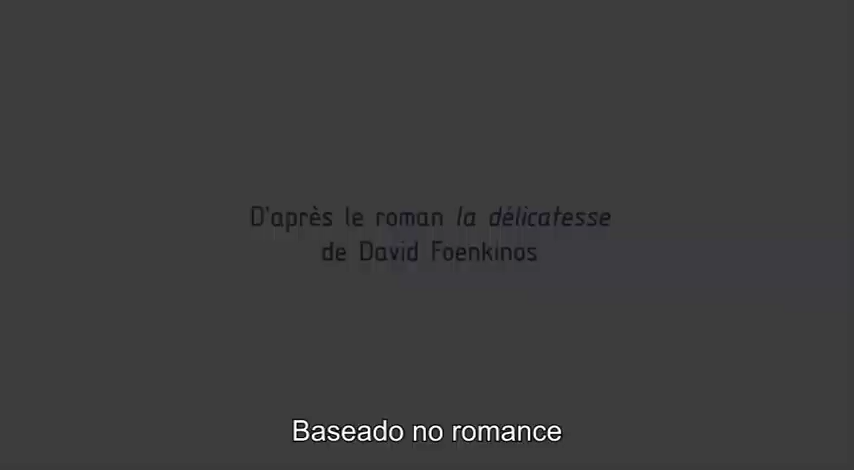 D'après le roman la délicatesse
de David Foenkinos
Baseado no romance